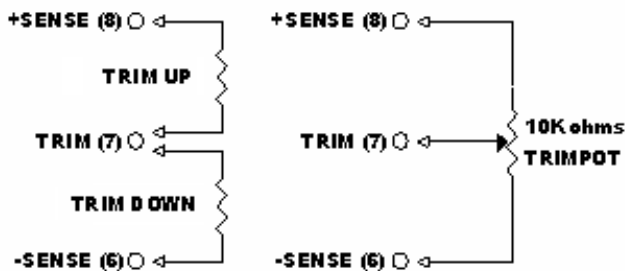 +SENSE (8)
TRIM UP
TRIM (7)
TRIM DOWN
-SENSE (6)
+SENSE (8)
10K ohms
TRIM (7)
TRIMPOT
-SENSE (6)